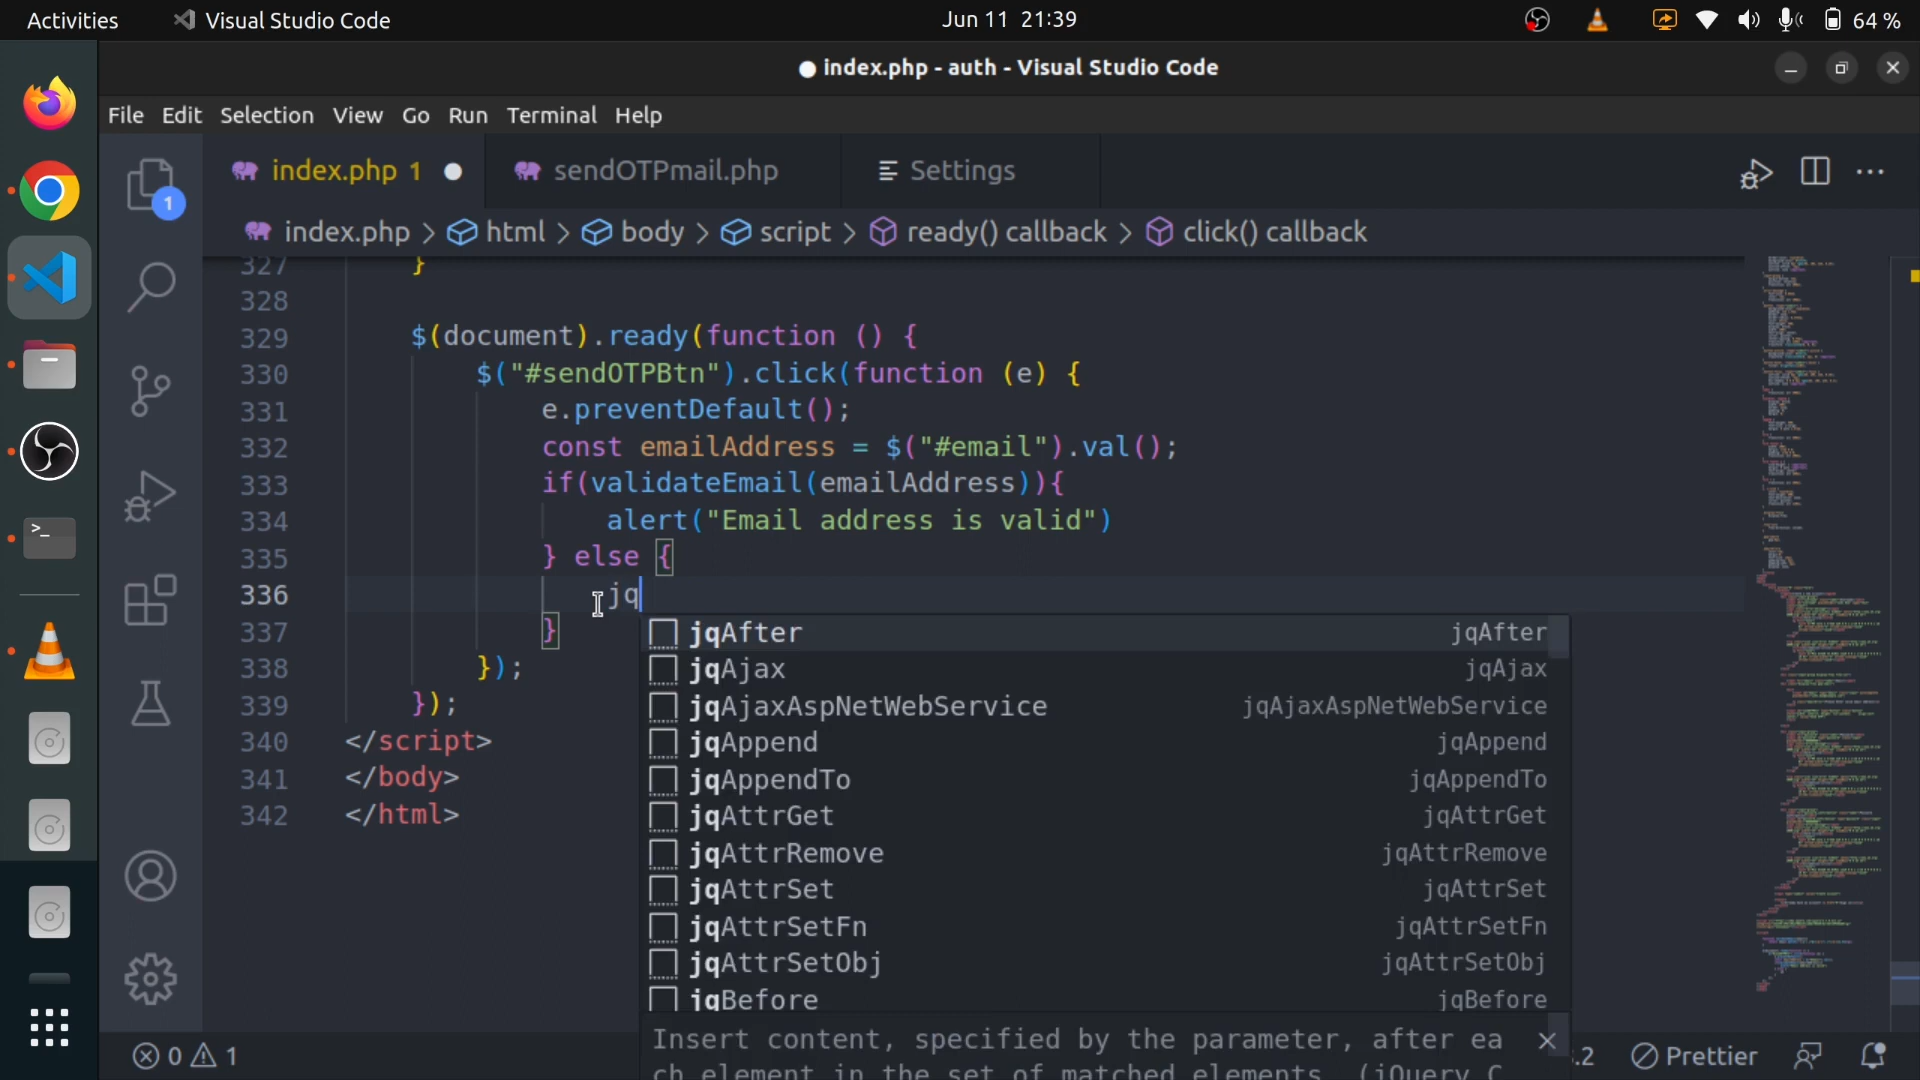 Activities
Visual Studio Code
Jun 11 21:39
64 %
● index.php - auth - Visual Studio Code
File Edit Selection View Go Run Terminal Help
index.php 1
sendOTPmail.php
Settings
1
index.php > html > body > script > ready() callback > click() callback
327 }
328
329 $(document).ready(function () {
330 $("#sendOTPBtn").click(function (e) {
331 e.preventDefault();
332 const emailAddress = $("#email").val();
333 if(validateEmail(emailAddress)){
334 alert("Email address is valid")
335 } else {
336 jq
337 }
338 });
339 });
340 </script>
341 </body>
342 </html>
jqAfter jqAfter
jqAjax jqAjax
jqAjaxAspNetWebService jqAjaxAspNetWebService
jqAppend jqAppend
jqAppendTo jqAppendTo
jqAttrGet jqAttrGet
jqAttrRemove jqAttrRemove
jqAttrSet jqAttrSet
jqAttrSetFn jqAttrSetFn
jqAttrSetObj jqAttrSetObj
jqBefore jqBefore
Insert content, specified by the parameter, after ea
ch element in the set of matched elements. (jQuery C
0 1
.2
Prettier